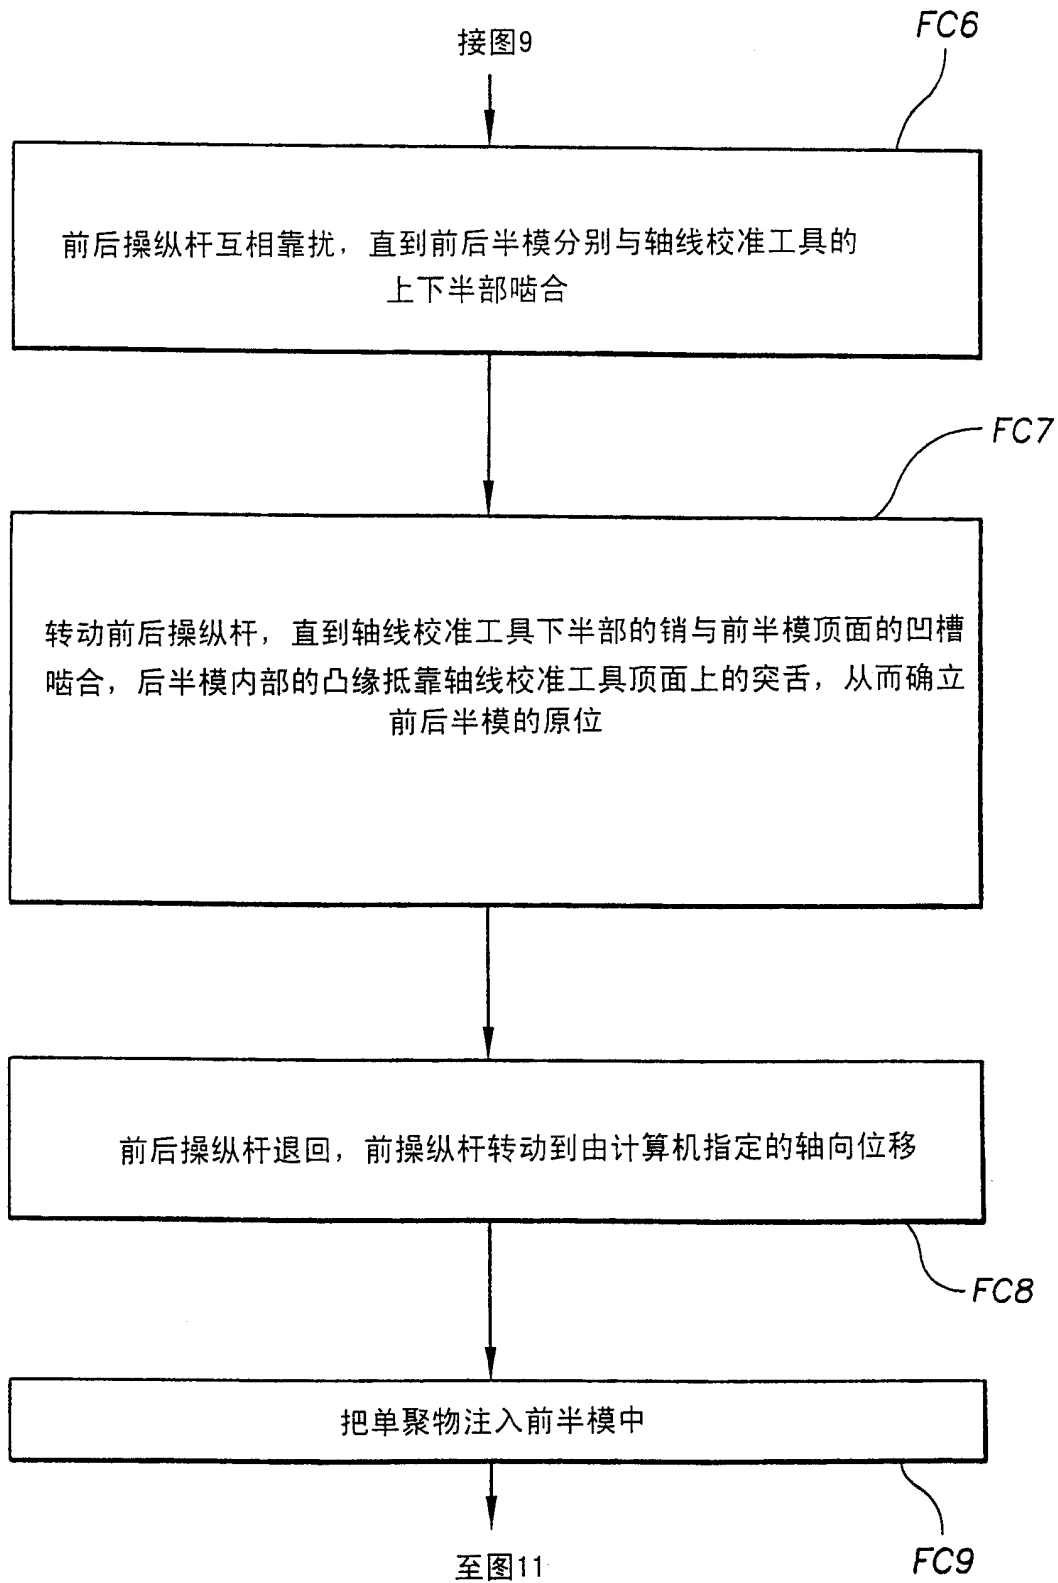 FC6
接图9
前后操纵杆互相靠扰，直到前后半模分别与轴线校准工具的
上下半部啮合
FC7
转动前后操纵杆，直到轴线校准工具下半部的销与前半模顶面的凹槽
啮合，后半模内部的凸缘抵靠轴线校准工具顶面上的突舌，从而确立
前后半模的原位
前后操纵杆退回，前操纵杆转动到由计算机指定的轴向位移
FC8
把单聚物注入前半模中
FC9
至图11